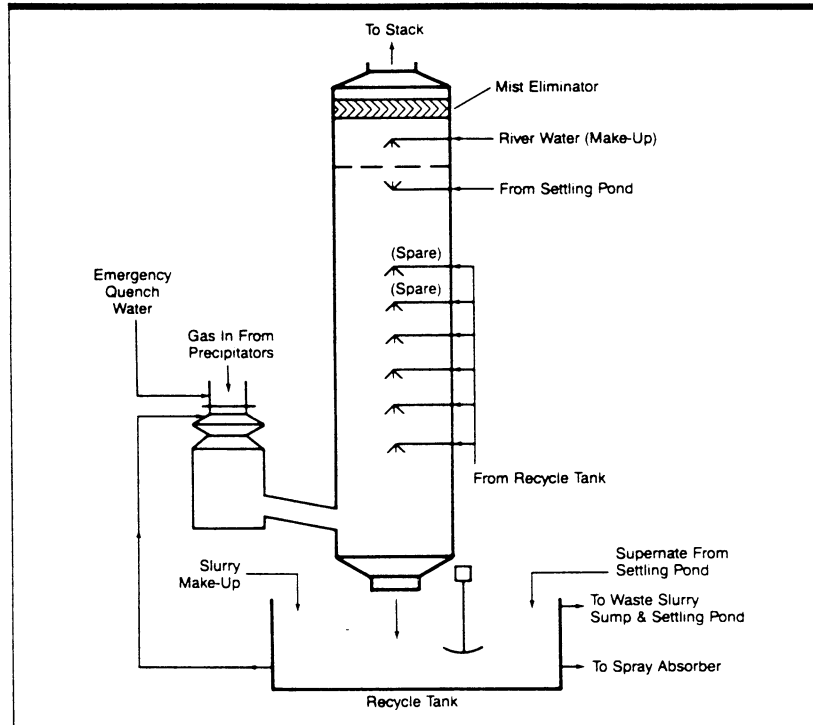 To Stack
Mist Eliminator
River Water (Make-Up)
From Settling Pond
(Spare)
(Spare)
Emergency
Quench
Water
Gas In From
Precipitators
From Recycle Tank
Slurry
Make-Up
Supernate From
Settling Pond
To Waste Slurry
Sump & Settling Pond
To Spray Absorber
Recycle Tank